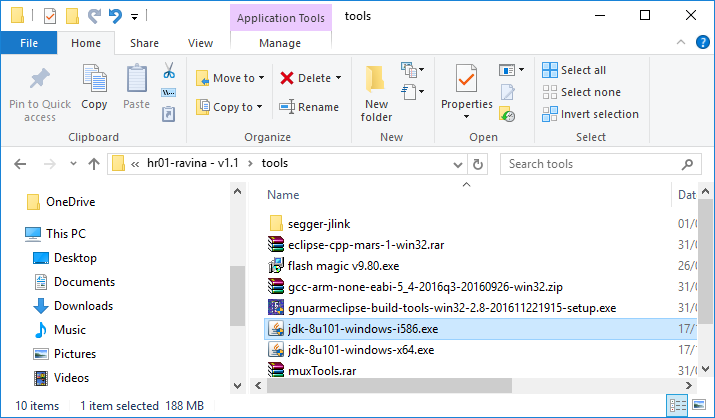 Application Tools
tools
File
Home
Share
View
Manage
Pin to Quick access
Copy
Paste
Clipboard
Move to
Copy to
Delete
Rename
Organize
New folder
New
Properties
Open
Select all
Select none
Invert selection
Select
« hr01-ravina - v1.1 › tools
Search tools
OneDrive
This PC
Desktop
Documents
Downloads
Music
Pictures
Videos
Name
Dat
segger-jlink
01/0
eclipse-cpp-mars-1-win32.rar
31/0
flash magic v9.80.exe
26/0
gcc-arm-none-eabi-5_4-2016q3-20160926-win32.zip
31/0
gnuarmeclipse-build-tools-win32-2.8-201611221915-setup.exe
31/0
jdk-8u101-windows-i586.exe
17/1
jdk-8u101-windows-x64.exe
17/1
muxTools.rar
31/0
10 items
1 item selected 188 MB